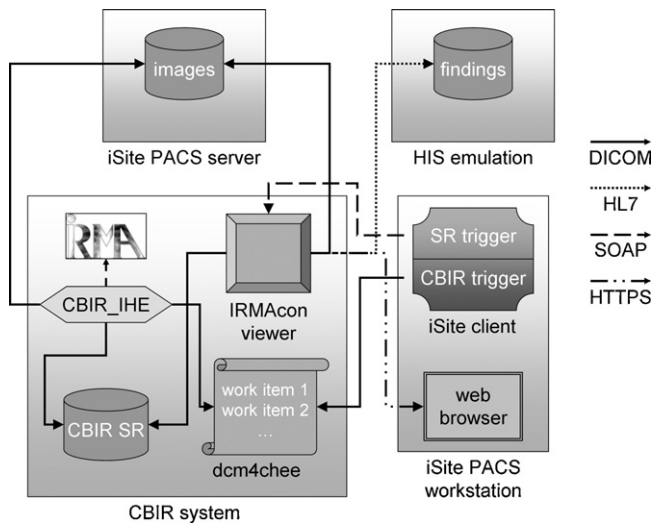 images
findings
iSite PACS server
HIS emulation
DICOM
HL7
SOAP
HTTPS
IRMA
SR trigger
CBIR trigger
CBIR_IHE
IRMAcon
viewer
iSite client
work item 1
work item 2
...
CBIR SR
web
browser
dcm4chee
iSite PACS
workstation
CBIR system